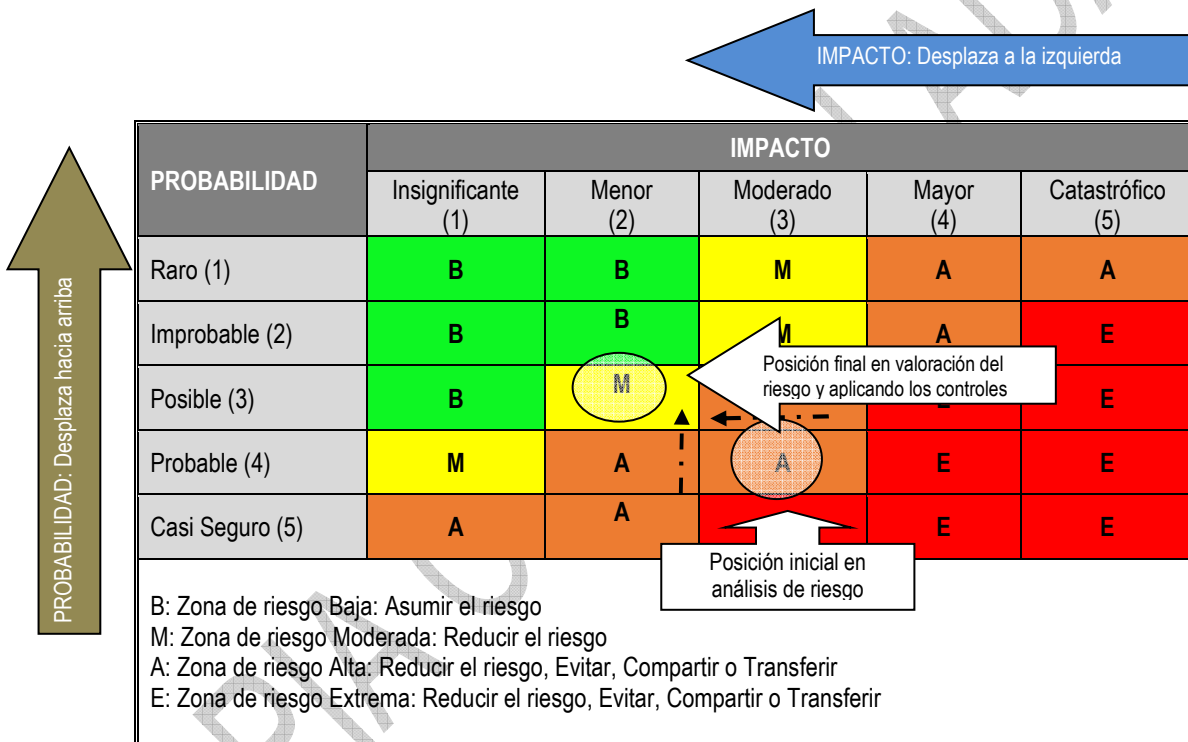 IMPACTO: Desplaza a la izquierda
PROBABILIDAD: Desplaza hacia arriba
PROBABILIDAD
IMPACTO
Insignificante
(1)
Menor
(2)
Moderado
(3)
Mayor
(4)
Catastrófico
(5)
Raro (1)
B
B
M
A
A
Improbable (2)
B
B
M
A
E
Posible (3)
B
M
E
Posición final en valoración del
riesgo y aplicando los controles
Probable (4)
M
A
A
E
E
Casi Seguro (5)
A
A
E
E
Posición inicial en
análisis de riesgo
B: Zona de riesgo Baja: Asumir el riesgo
M: Zona de riesgo Moderada: Reducir el riesgo
A: Zona de riesgo Alta: Reducir el riesgo, Evitar, Compartir o Transferir
E: Zona de riesgo Extrema: Reducir el riesgo, Evitar, Compartir o Transferir